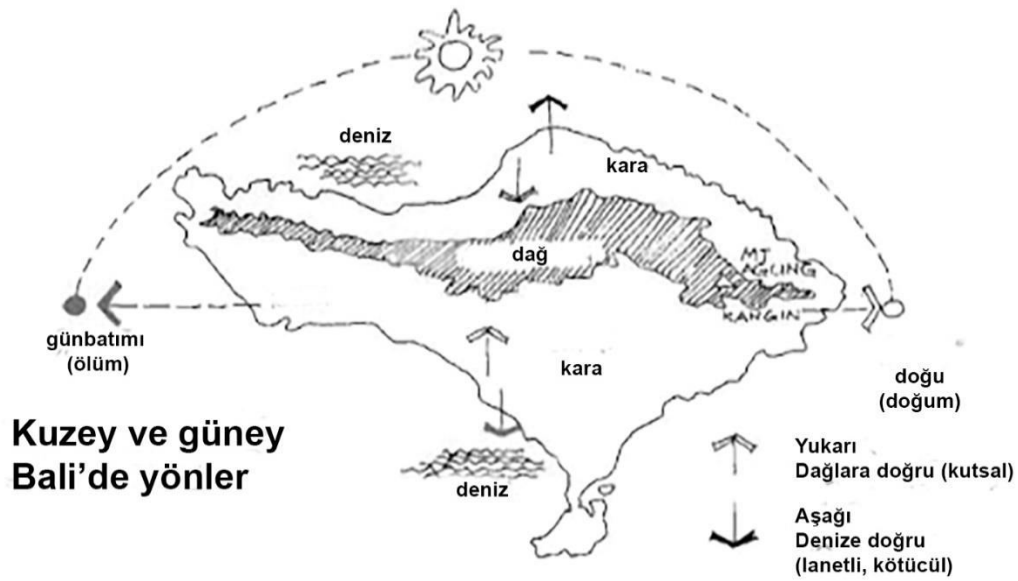 deniz
kara
dağ
MT
AGUNG
KANGIN
günbatımı
(ölüm)
kara
doğu
(doğum)
Kuzey ve güney
Bali’de yönler
deniz
Yukarı
Dağlara doğru (kutsal)
Aşağı
Denize doğru
(lanetli, kötücül)